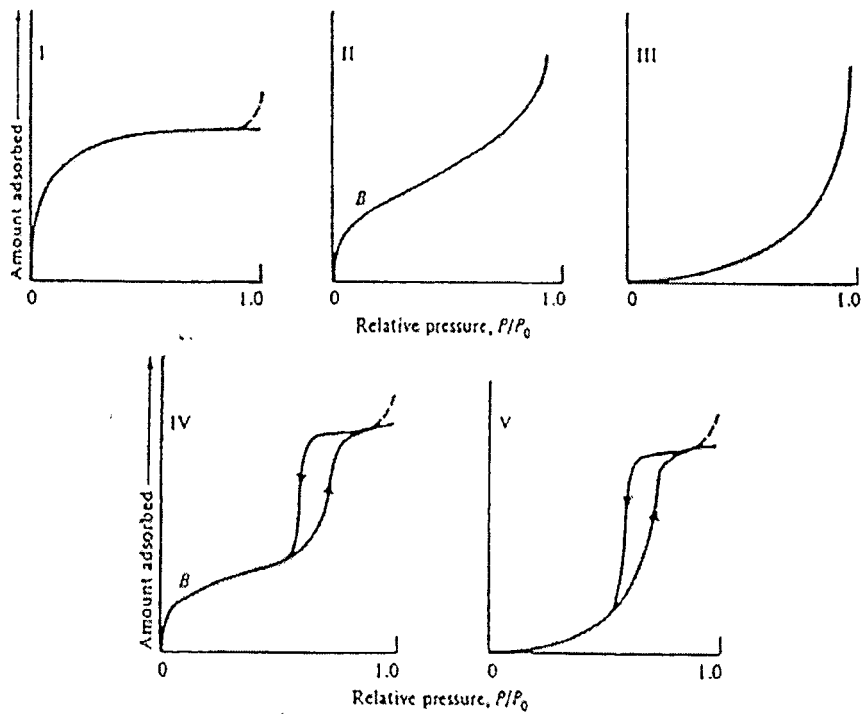 Amount adsorbed
I
II
III
B
0
1.0
0
1.0
0
1.0
Relative pressure, P/P₀
Amount adsorbed
IV
V
B
0
1.0
0
1.0
Relative pressure, P/P₀